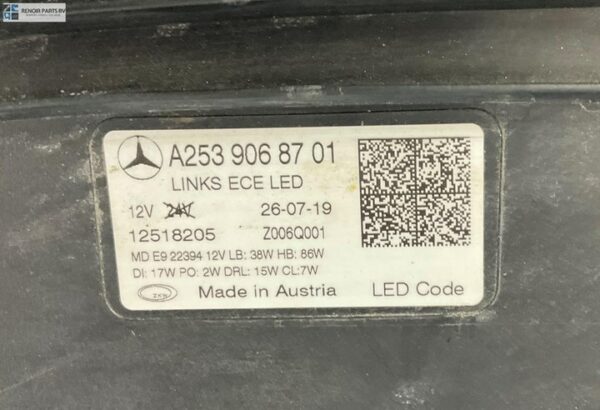 RENOIR PARTS BV
A253 906 87 01
LINKS ECE LED
12V 24V 26-07-19
12518205 Z006Q001
MD E9 22394 12V LB: 38W HB: 86W
DI: 17W PO: 2W DRL: 15W CL:7W
ZKW Made in Austria LED Code